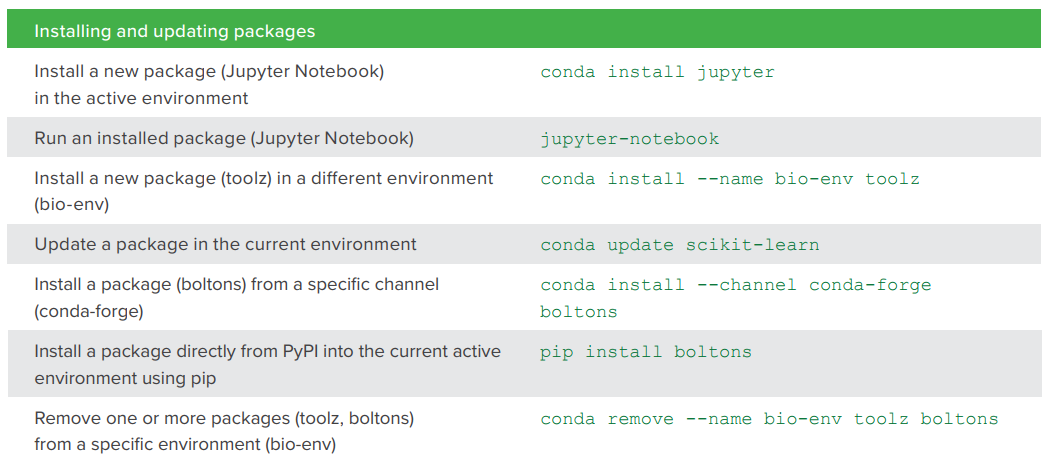 Installing and updating packages
Install a new package (Jupyter Notebook)
in the active environment
conda install jupyter
Run an installed package (Jupyter Notebook)
jupyter-notebook
Install a new package (toolz) in a different environment
(bio-env)
conda install --name bio-env toolz
Update a package in the current environment
conda update scikit-learn
Install a package (boltons) from a specific channel
(conda-forge)
conda install --channel conda-forge
boltons
Install a package directly from PyPI into the current active
environment using pip
pip install boltons
Remove one or more packages (toolz, boltons)
from a specific environment (bio-env)
conda remove --name bio-env toolz boltons